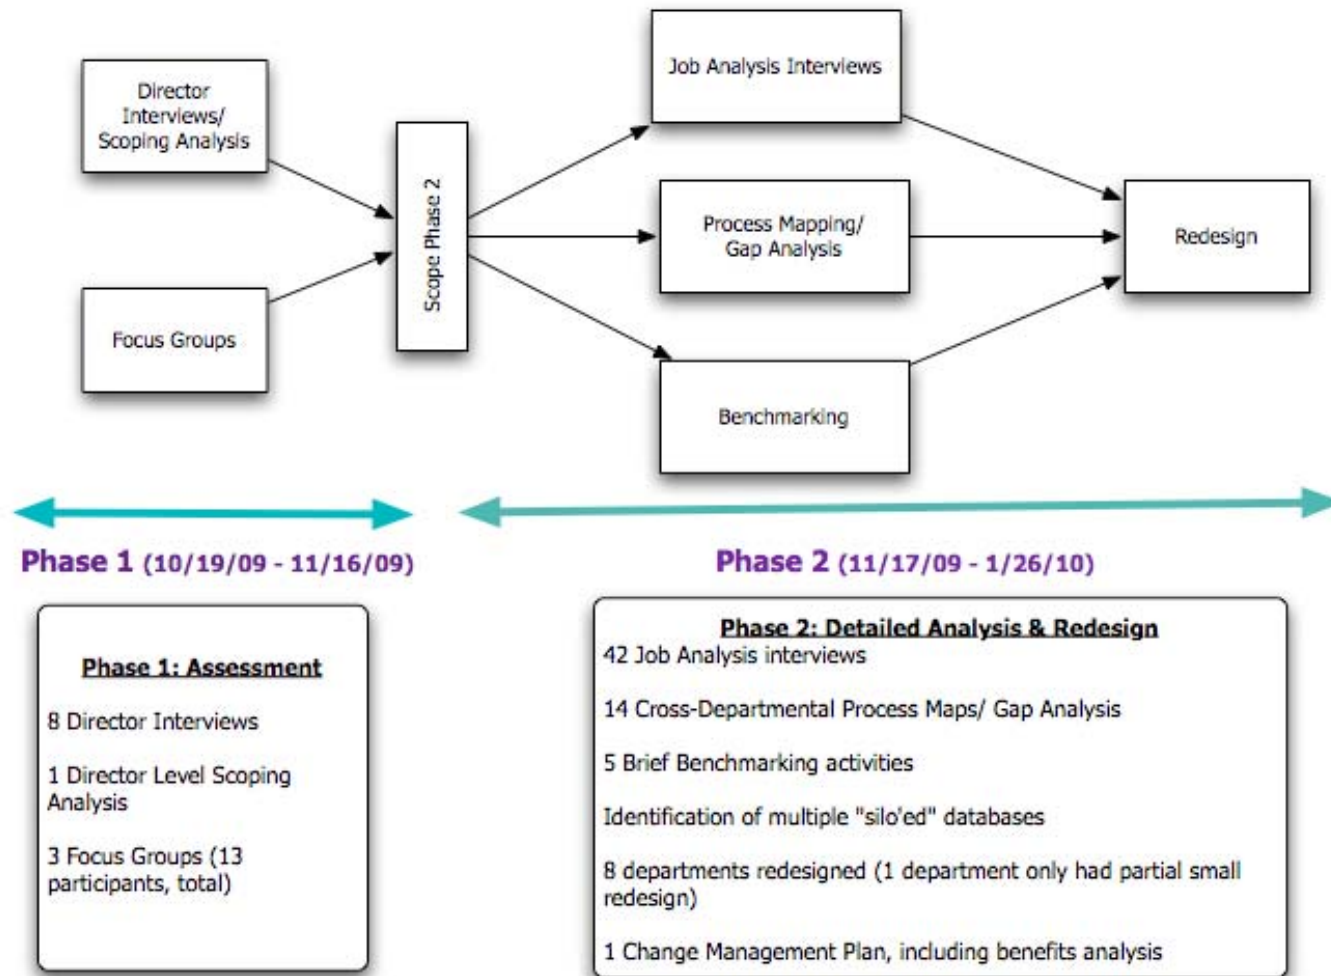 Director
Interviews/
Scoping Analysis
Focus Groups
Scope Phase 2
Job Analysis Interviews
Process Mapping/
Gap Analysis
Benchmarking
Redesign
Phase 1 (10/19/09 - 11/16/09)
Phase 2 (11/17/09 - 1/26/10)
Phase 1: Assessment
8 Director Interviews
1 Director Level Scoping
Analysis
3 Focus Groups (13
participants, total)
Phase 2: Detailed Analysis & Redesign
42 Job Analysis interviews
14 Cross-Departmental Process Maps/ Gap Analysis
5 Brief Benchmarking activities
Identification of multiple "silo'ed" databases
8 departments redesigned (1 department only had partial small
redesign)
1 Change Management Plan, including benefits analysis